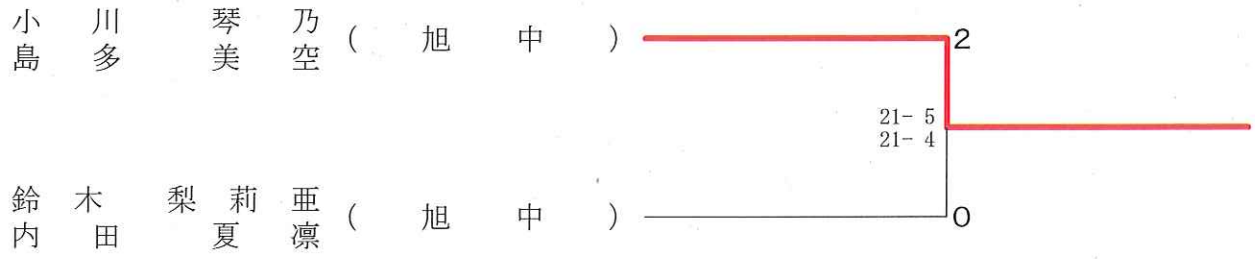 小川 琴乃
島多 美空
( 旭中 )
2
21- 5
21- 4
鈴木 梨莉亜
内田 夏凛
( 旭中 )
0